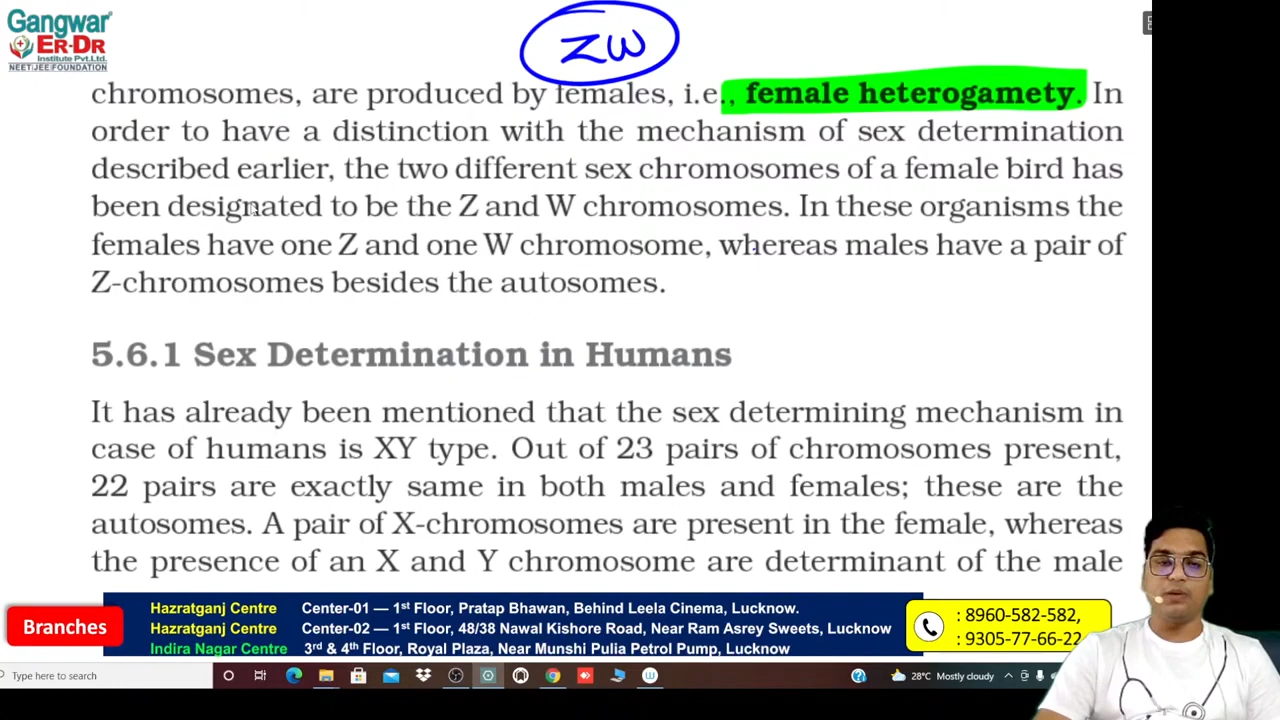 Gangwar
ER-DR
Institute Pvt.Ltd.
NEET|JEE|FOUNDATION
ZW
chromosomes, are produced by females, i.e., female heterogamety. In
order to have a distinction with the mechanism of sex determination
described earlier, the two different sex chromosomes of a female bird has
been designated to be the Z and W chromosomes. In these organisms the
females have one Z and one W chromosome, whereas males have a pair of
Z-chromosomes besides the autosomes.
5.6.1 Sex Determination in Humans
It has already been mentioned that the sex determining mechanism in
case of humans is XY type. Out of 23 pairs of chromosomes present,
22 pairs are exactly same in both males and females; these are the
autosomes. A pair of X-chromosomes are present in the female, whereas
the presence of an X and Y chromosome are determinant of the male
Branches
Hazratganj Centre Center-01 — 1st Floor, Pratap Bhawan, Behind Leela Cinema, Lucknow.
Hazratganj Centre Center-02 — 1st Floor, 48/38 Nawal Kishore Road, Near Ram Asrey Sweets, Lucknow
Indira Nagar Centre 3rd & 4th Floor, Royal Plaza, Near Munshi Pulia Petrol Pump, Lucknow
: 8960-582-582,
: 9305-77-66-22
Type here to search
28°C Mostly cloudy